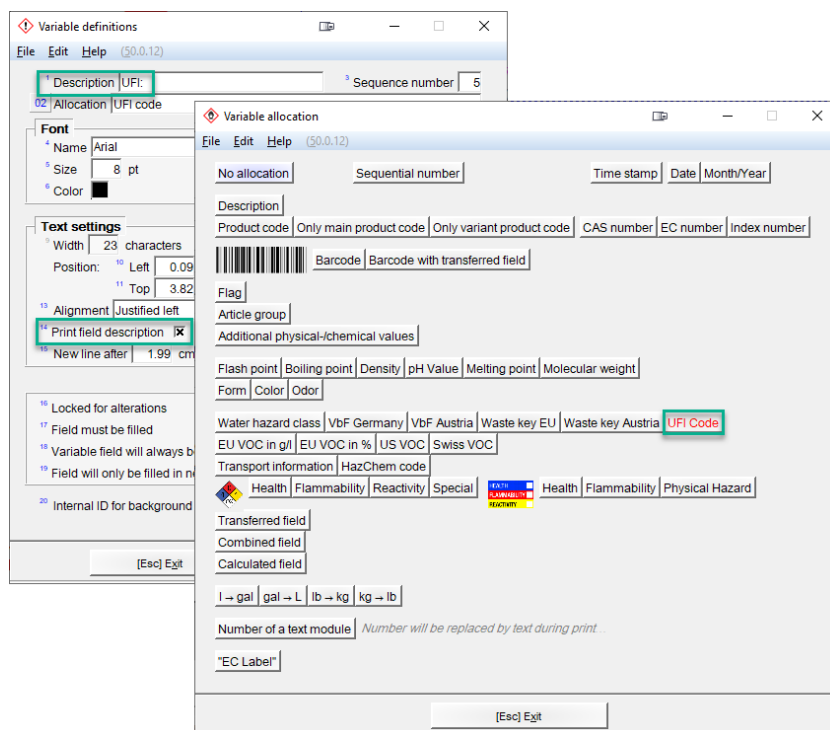 Variable definitions
File Edit Help (50.0.12)
1 Description UFI: 3 Sequence number 5
02 Allocation UFI code
Font
4 Name Arial
5 Size 8 pt
6 Color
Text settings
9 Width 23 characters
Position: 10 Left 0.09
11 Top 3.82
13 Alignment Justified left
14 Print field description X
15 New line after 1.99 cm
16 Locked for alterations
17 Field must be filled
18 Variable field will always b
19 Field will only be filled in ne
20 Internal ID for background
[Esc] Exit
Variable allocation
File Edit Help (50.0.12)
No allocation Sequential number Time stamp Date Month/Year
Description
Product code Only main product code Only variant product code CAS number EC number Index number
Barcode Barcode with transferred field
Flag
Article group
Additional physical-/chemical values
Flash point Boiling point Density pH Value Melting point Molecular weight
Form Color Odor
Water hazard class VbF Germany VbF Austria Waste key EU Waste key Austria UFI Code
EU VOC in g/l EU VOC in % US VOC Swiss VOC
Transport information HazChem code
Health Flammability Reactivity Special HEALTH FLAMMABILITY REACTIVITY Health Flammability Physical Hazard
Transferred field
Combined field
Calculated field
l → gal gal → L lb → kg kg → lb
Number of a text module Number will be replaced by text during print...
"EC Label"
[Esc] Exit